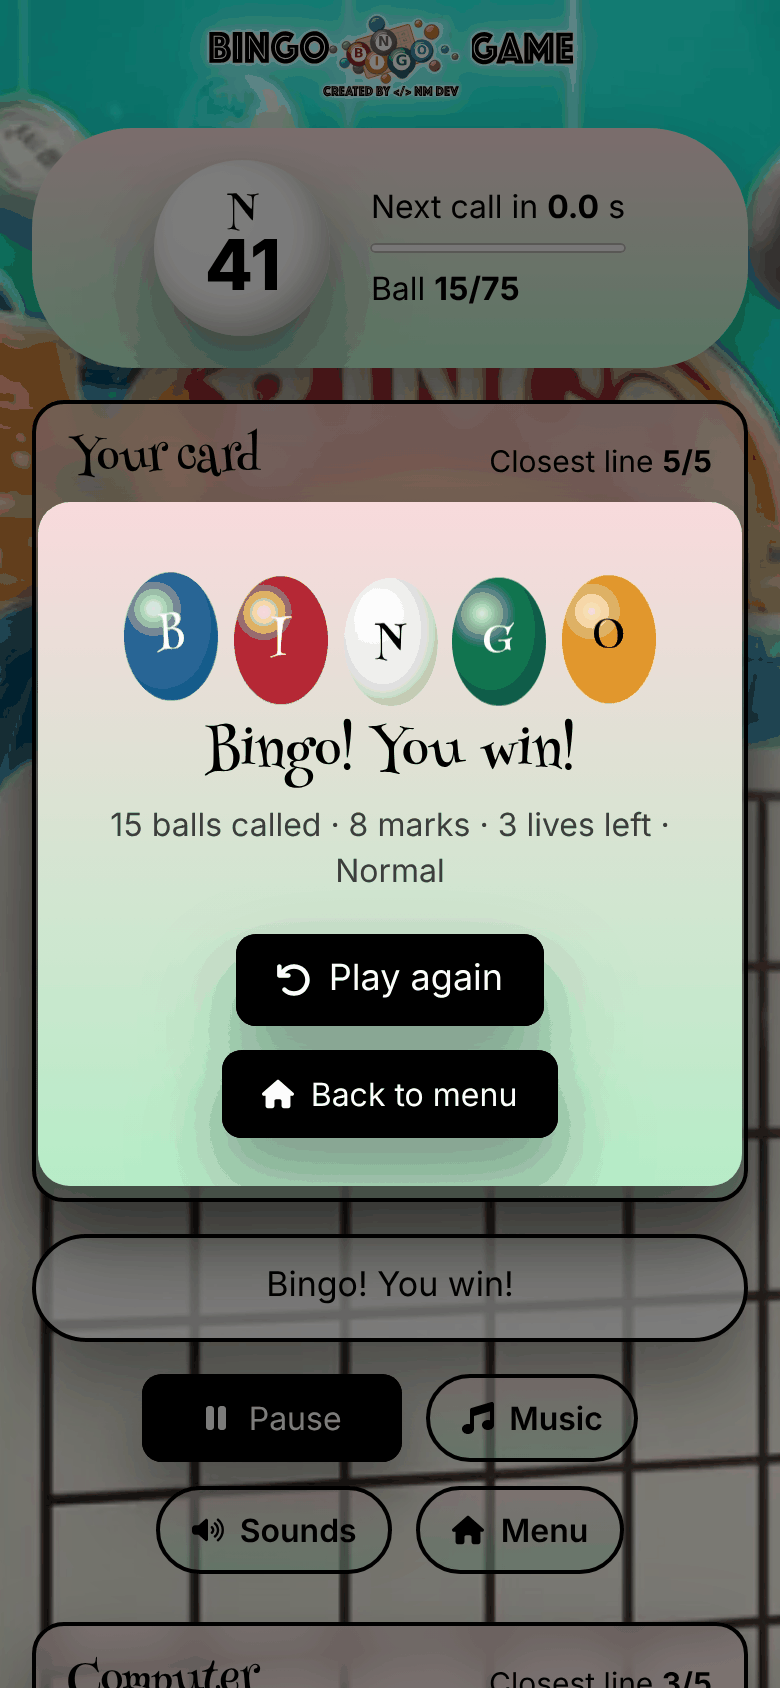 BINGO BINGO GAME
CREATED BY </> NM DEV
N
41
Next call in 0.0 s
Ball 15/75
Your card
Closest line 5/5
B I N G O
Bingo! You win!
15 balls called · 8 marks · 3 lives left ·
Normal
Play again
Back to menu
Bingo! You win!
Pause
Music
Sounds
Menu
Computer
Closest line 3/5